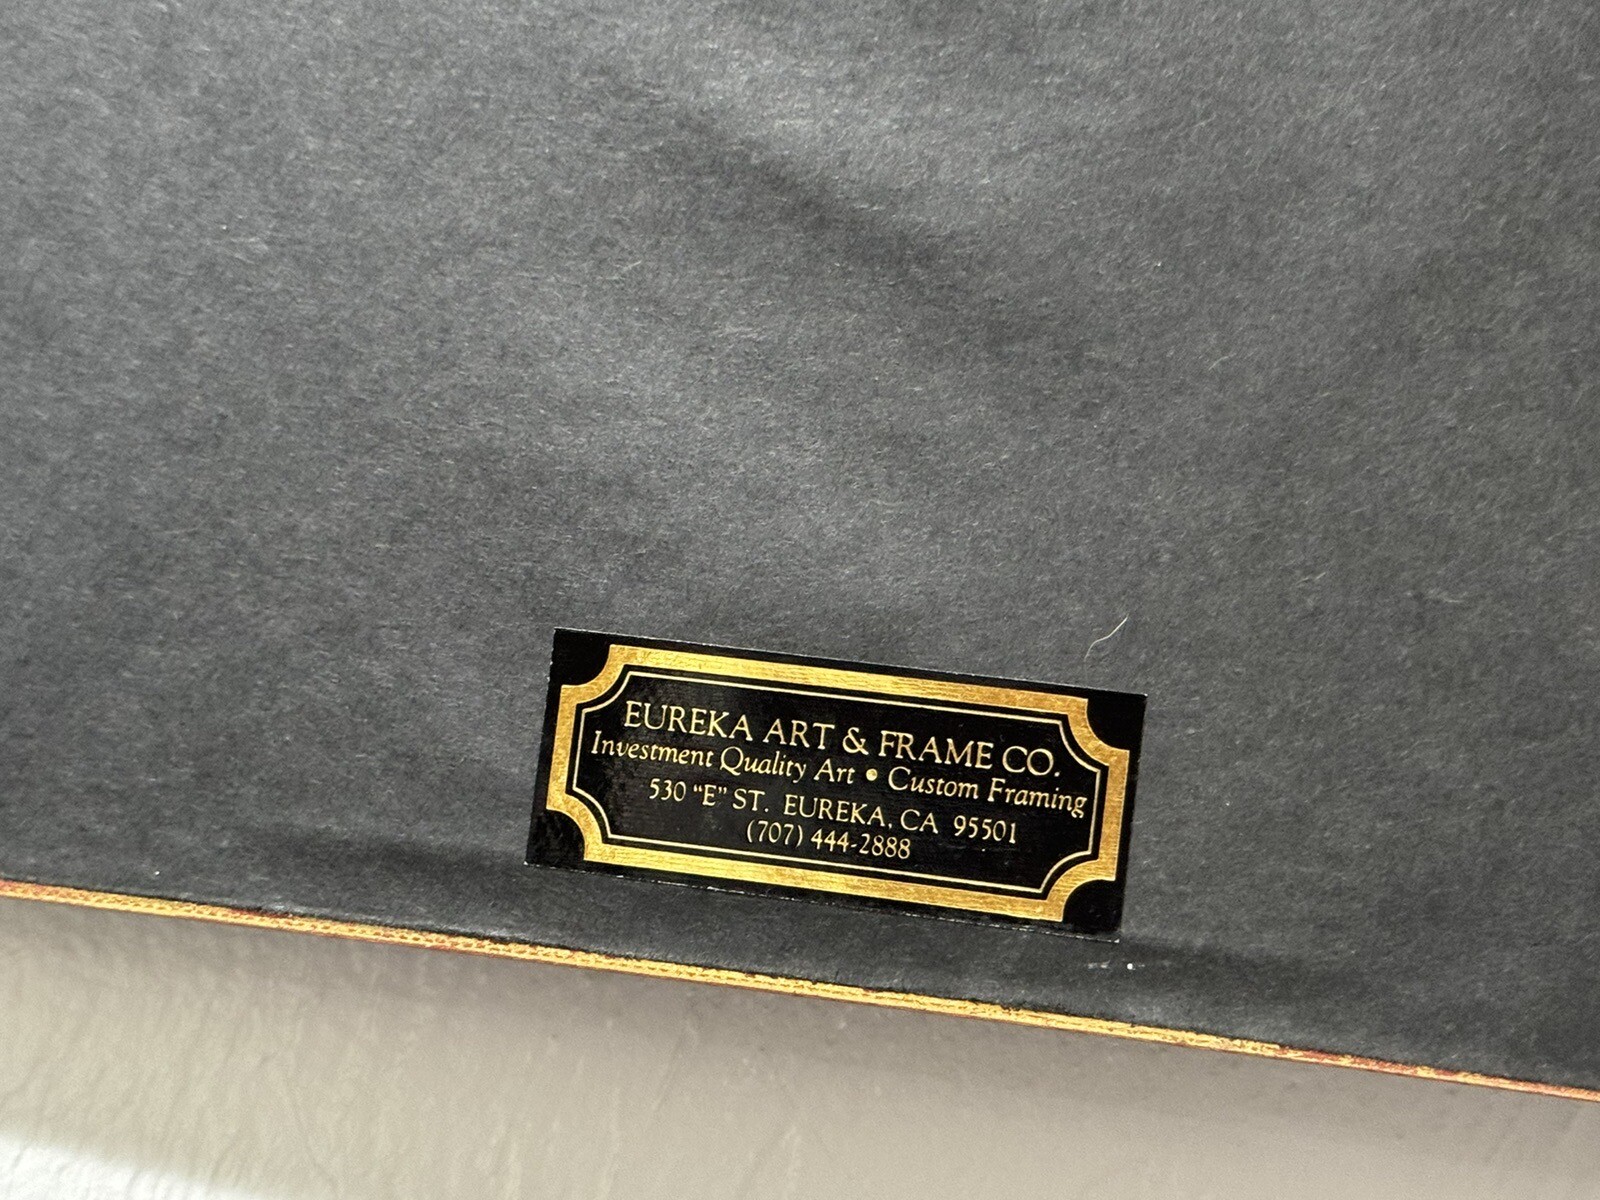 EUREKA ART & FRAME CO.
Investment Quality Art • Custom Framing
530 "E" ST. EUREKA, CA 95501
(707) 444-2888